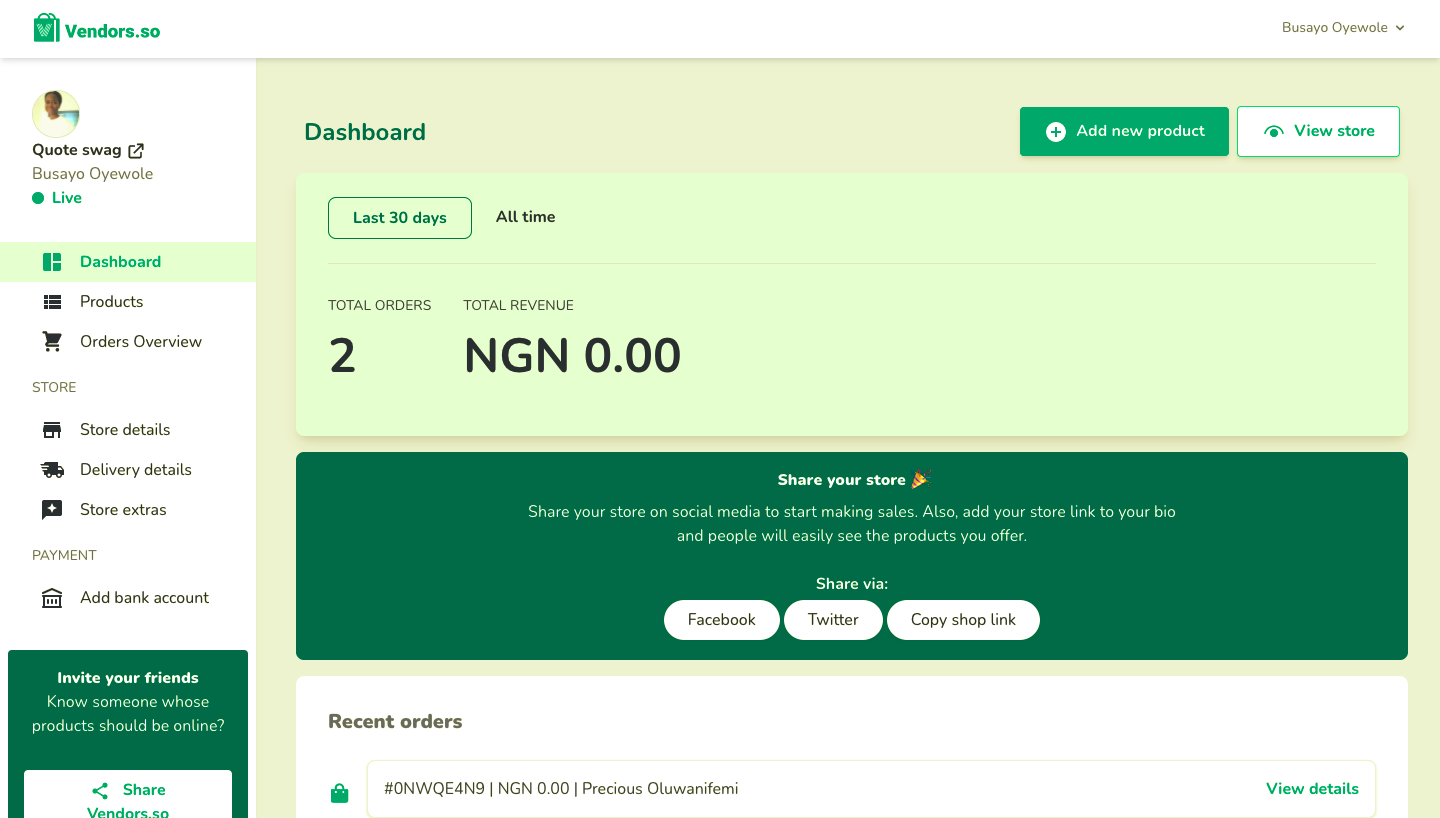 Vendors.so
Busayo Oyewole
Quote swag
Busayo Oyewole
Live
Dashboard
Products
Orders Overview
STORE
Store details
Delivery details
Store extras
PAYMENT
Add bank account
Invite your friends
Know someone whose
products should be online?
Share
Vendors.so
Dashboard
Add new product
View store
Last 30 days
All time
TOTAL ORDERS
TOTAL REVENUE
2
NGN 0.00
Share your store 🎉
Share your store on social media to start making sales. Also, add your store link to your bio
and people will easily see the products you offer.
Share via:
Facebook
Twitter
Copy shop link
Recent orders
#0NWQE4N9 | NGN 0.00 | Precious Oluwanifemi
View details